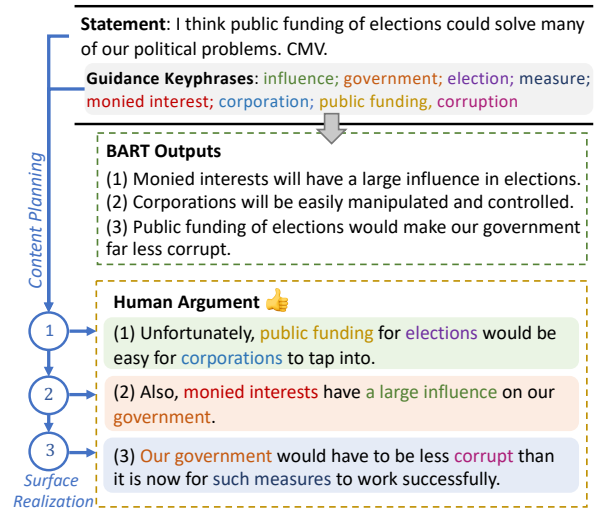 Statement: I think public funding of elections could solve many
of our political problems. CMV.
Guidance Keyphrases: influence; government; election; measure;
monied interest; corporation; public funding, corruption
Content Planning
BART Outputs
(1) Monied interests will have a large influence in elections.
(2) Corporations will be easily manipulated and controlled.
(3) Public funding of elections would make our government
far less corrupt.
Human Argument
1
(1) Unfortunately, public funding for elections would be
easy for corporations to tap into.
2
(2) Also, monied interests have a large influence on our
government.
3
(3) Our government would have to be less corrupt than
it is now for such measures to work successfully.
Surface
Realization